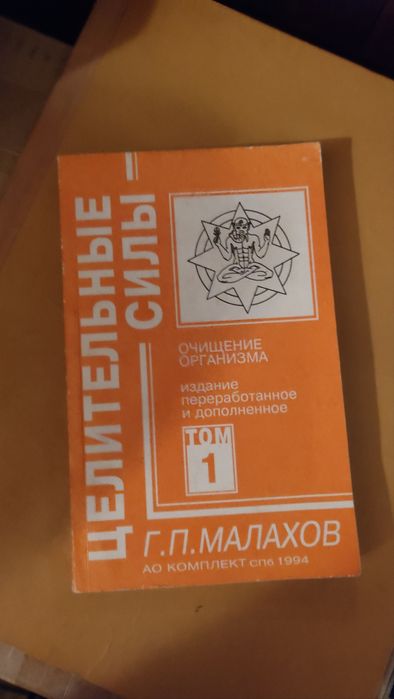 ЦЕЛИТЕЛЬНЫЕ
СИЛЫ
ОЧИЩЕНИЕ
ОРГАНИЗМА
издание
переработанное
и дополненное
ТОМ
1
Г.П.МАЛАХОВ
АО КОМПЛЕКТ СПб 1994